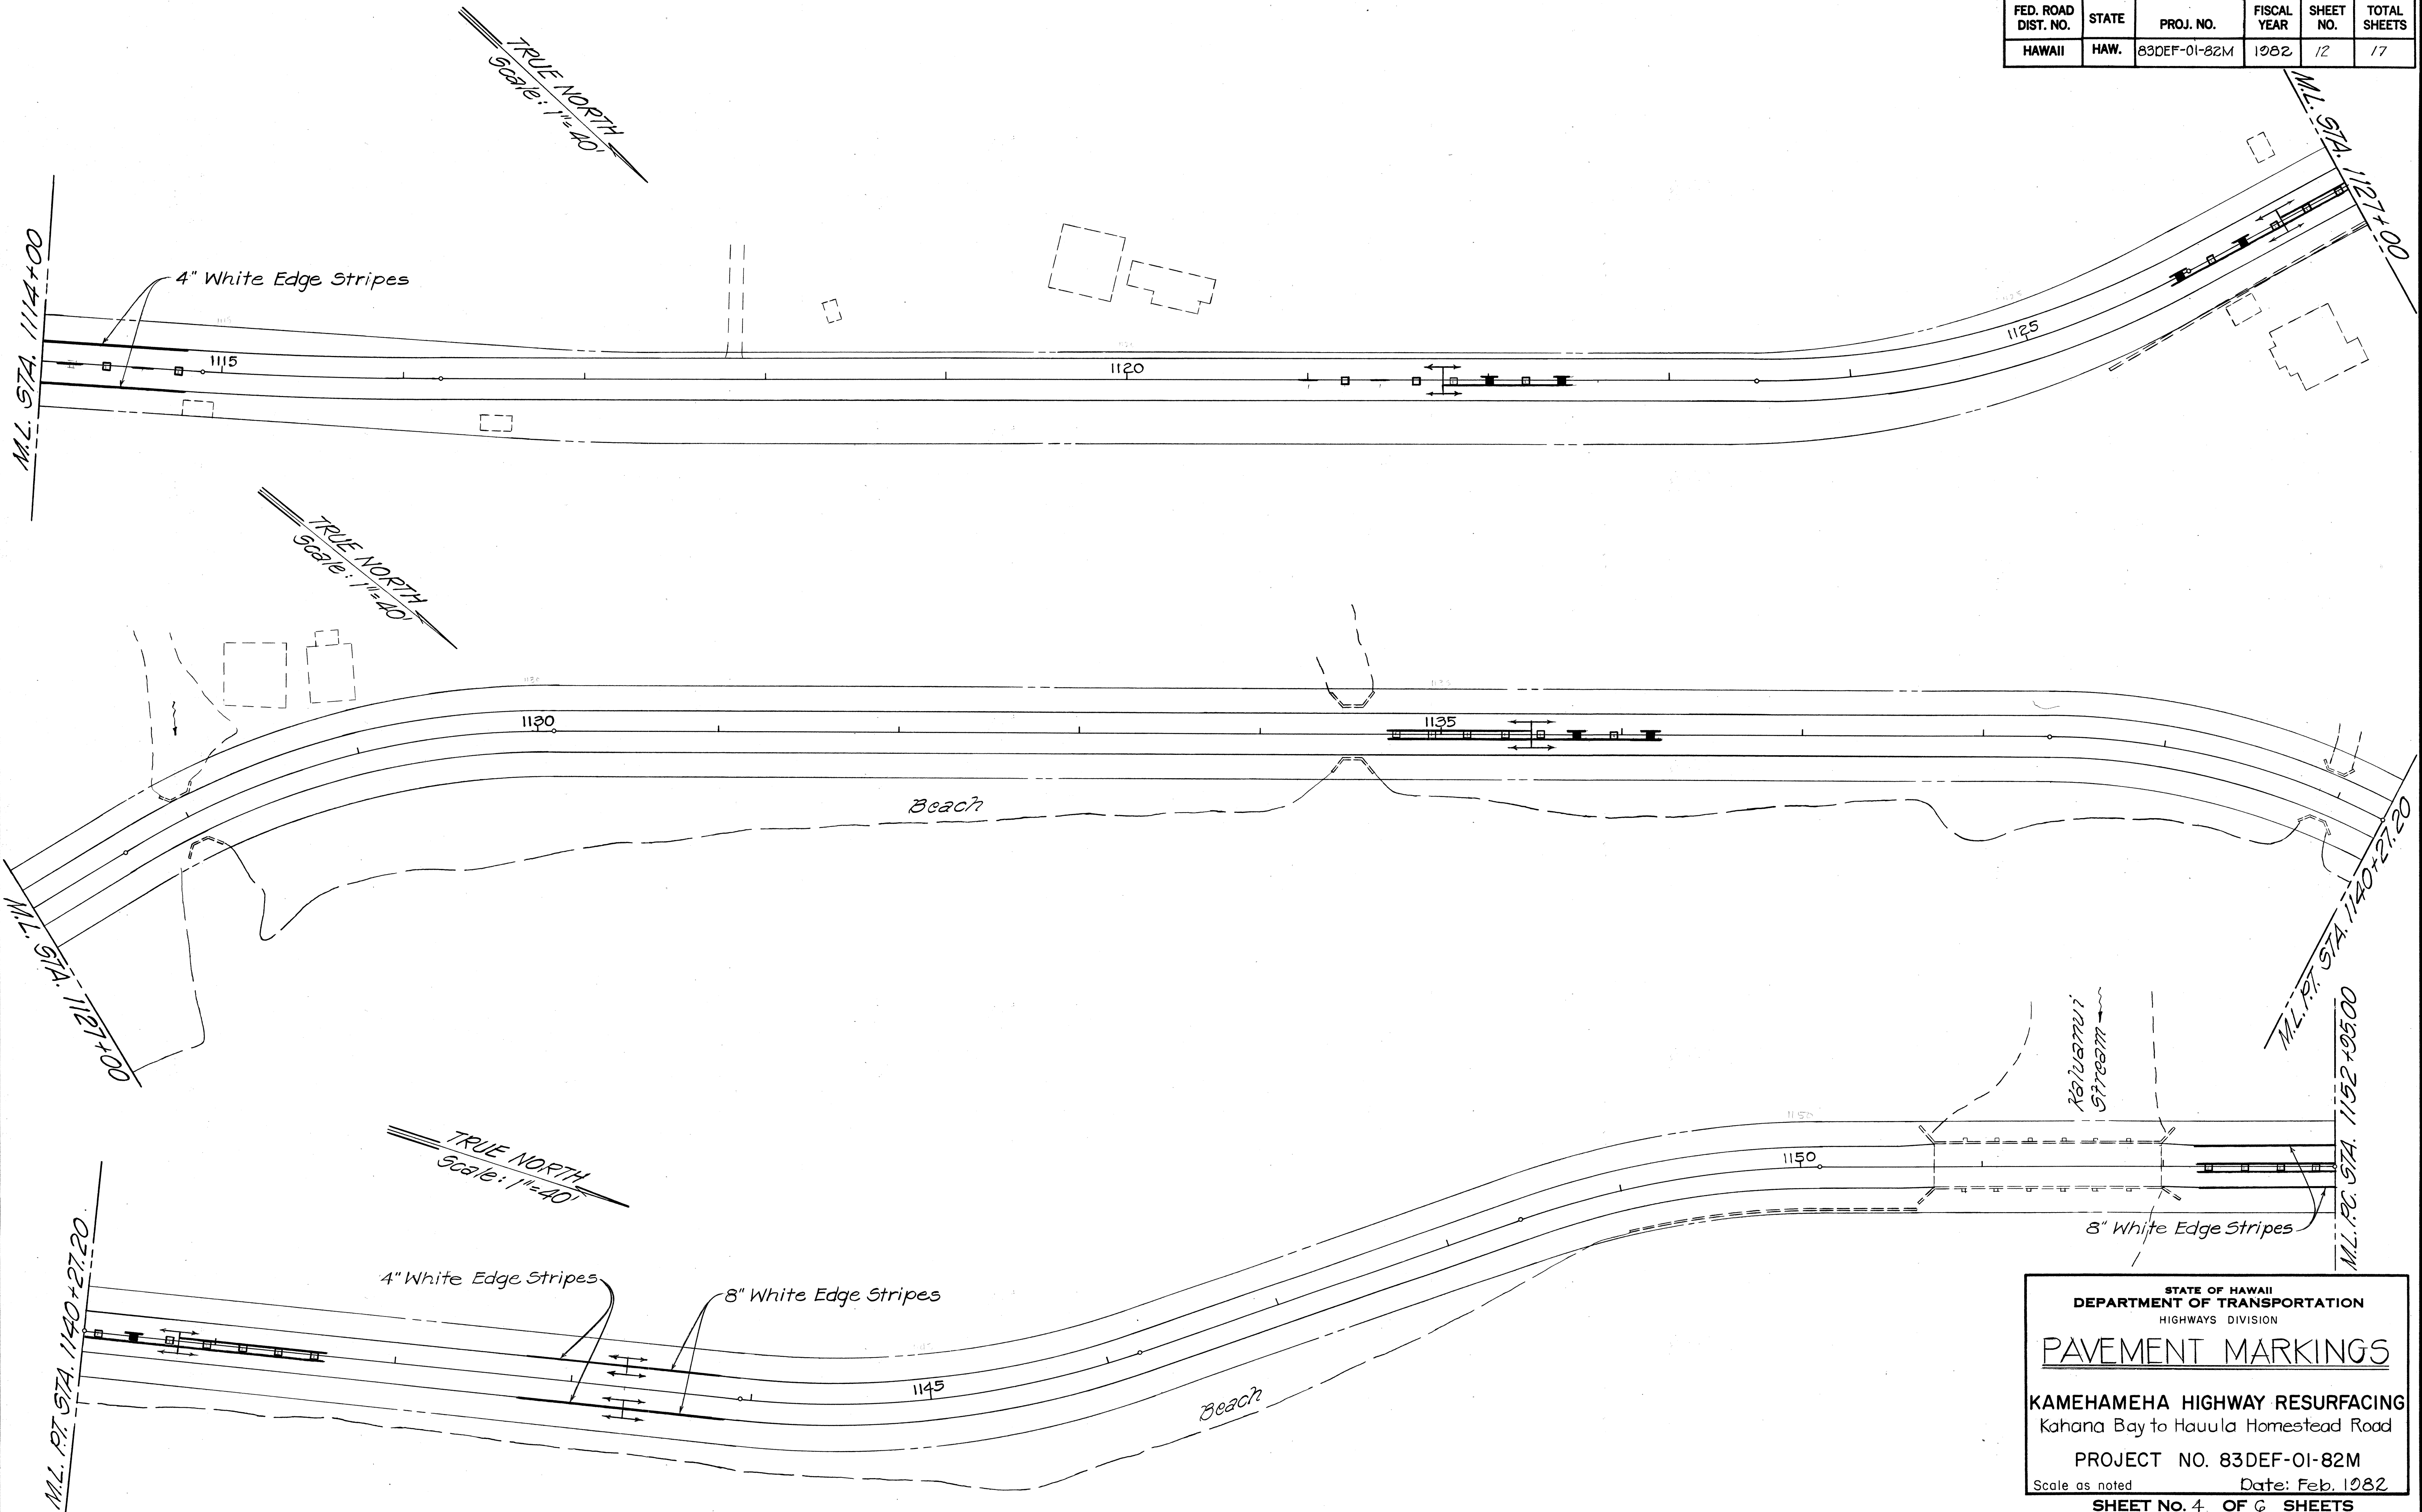 FED. ROAD DIST. NO. STATE PROJ. NO. FISCAL YEAR SHEET NO. TOTAL SHEETS
HAWAII HAW. 83DEF-01-82M 1982 12 17
TRUE NORTH
Scale: 1"=40'
M.L. STA. 1114+00
4" White Edge Stripes
1115
1120
1125
M.L. STA. 1127+00
TRUE NORTH
Scale: 1"=40'
M.L. STA. 1127+00
1130
1135
Beach
M.L. P.T. STA. 1140+27.20
TRUE NORTH
Scale: 1"=40'
M.L. P.T. STA. 1140+27.20
4" White Edge Stripes
8" White Edge Stripes
1145
Beach
1150
Kaluanui
Stream
8" White Edge Stripes
M.L. P.C. STA. 1152+95.00
STATE OF HAWAII
DEPARTMENT OF TRANSPORTATION
HIGHWAYS DIVISION
PAVEMENT MARKINGS
KAMEHAMEHA HIGHWAY RESURFACING
Kahana Bay to Hauula Homestead Road
PROJECT NO. 83DEF-01-82M
Scale as noted Date: Feb. 1982
SHEET No. 4 OF 6 SHEETS